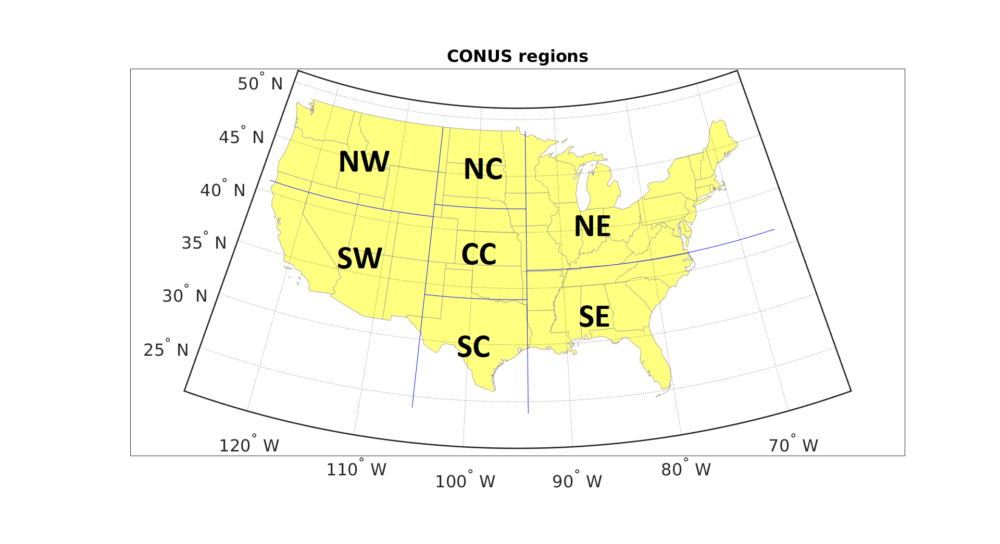 CONUS regions
50° N
45° N
40° N
35° N
30° N
25° N
NW
NC
NE
SW
CC
SE
SC
120° W
110° W
100° W
90° W
80° W
70° W